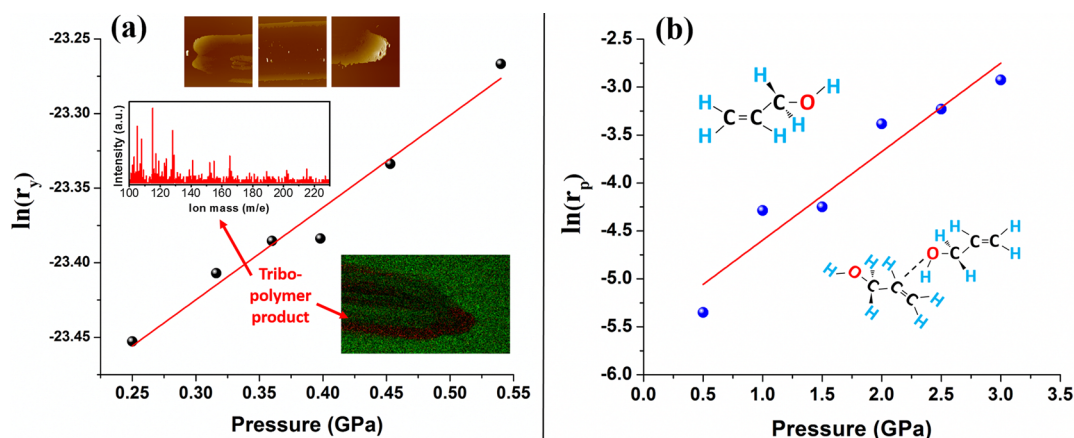 (a)
-23.25
-23.30
-23.35
-23.40
-23.45
ln(r_y)
Intensity (a.u.)
100 120 140 160 180 200 220
Ion mass (m/e)
Tribo-
polymer
product
0.25 0.30 0.35 0.40 0.45 0.50 0.55
Pressure (GPa)
(b)
-2.5
-3.0
-3.5
-4.0
-4.5
-5.0
-5.5
-6.0
ln(r_p)
H
H
H
C
O
H
C=C
H
H
H
H
H
H
H
C=C
O
C
H
H
H
H
O
C
H
C=C
H
H
H
0.0 0.5 1.0 1.5 2.0 2.5 3.0 3.5
Pressure (GPa)